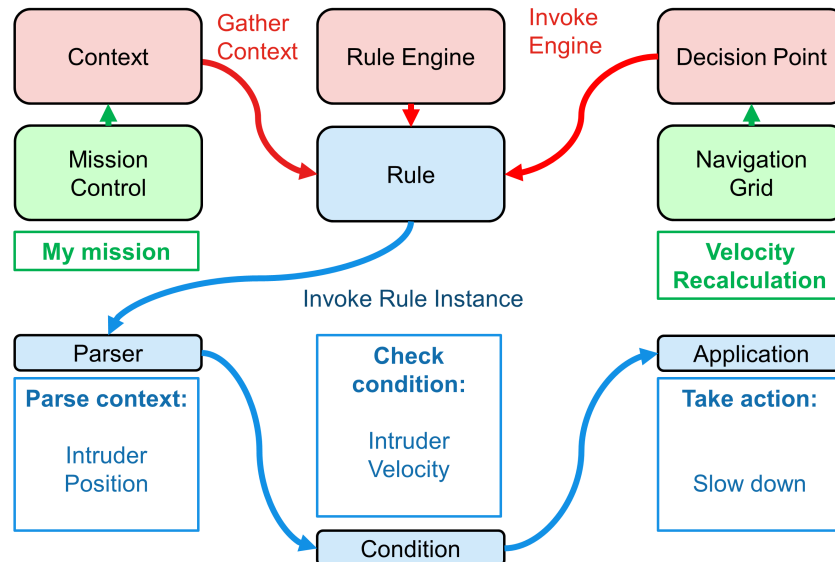 Context
Gather
Context
Rule Engine
Invoke
Engine
Decision Point
Mission
Control
Rule
Navigation
Grid
My mission
Velocity
Recalculation
Invoke Rule Instance
Parser
Parse context:
Intruder
Position
Check
condition:
Intruder
Velocity
Condition
Application
Take action:
Slow down